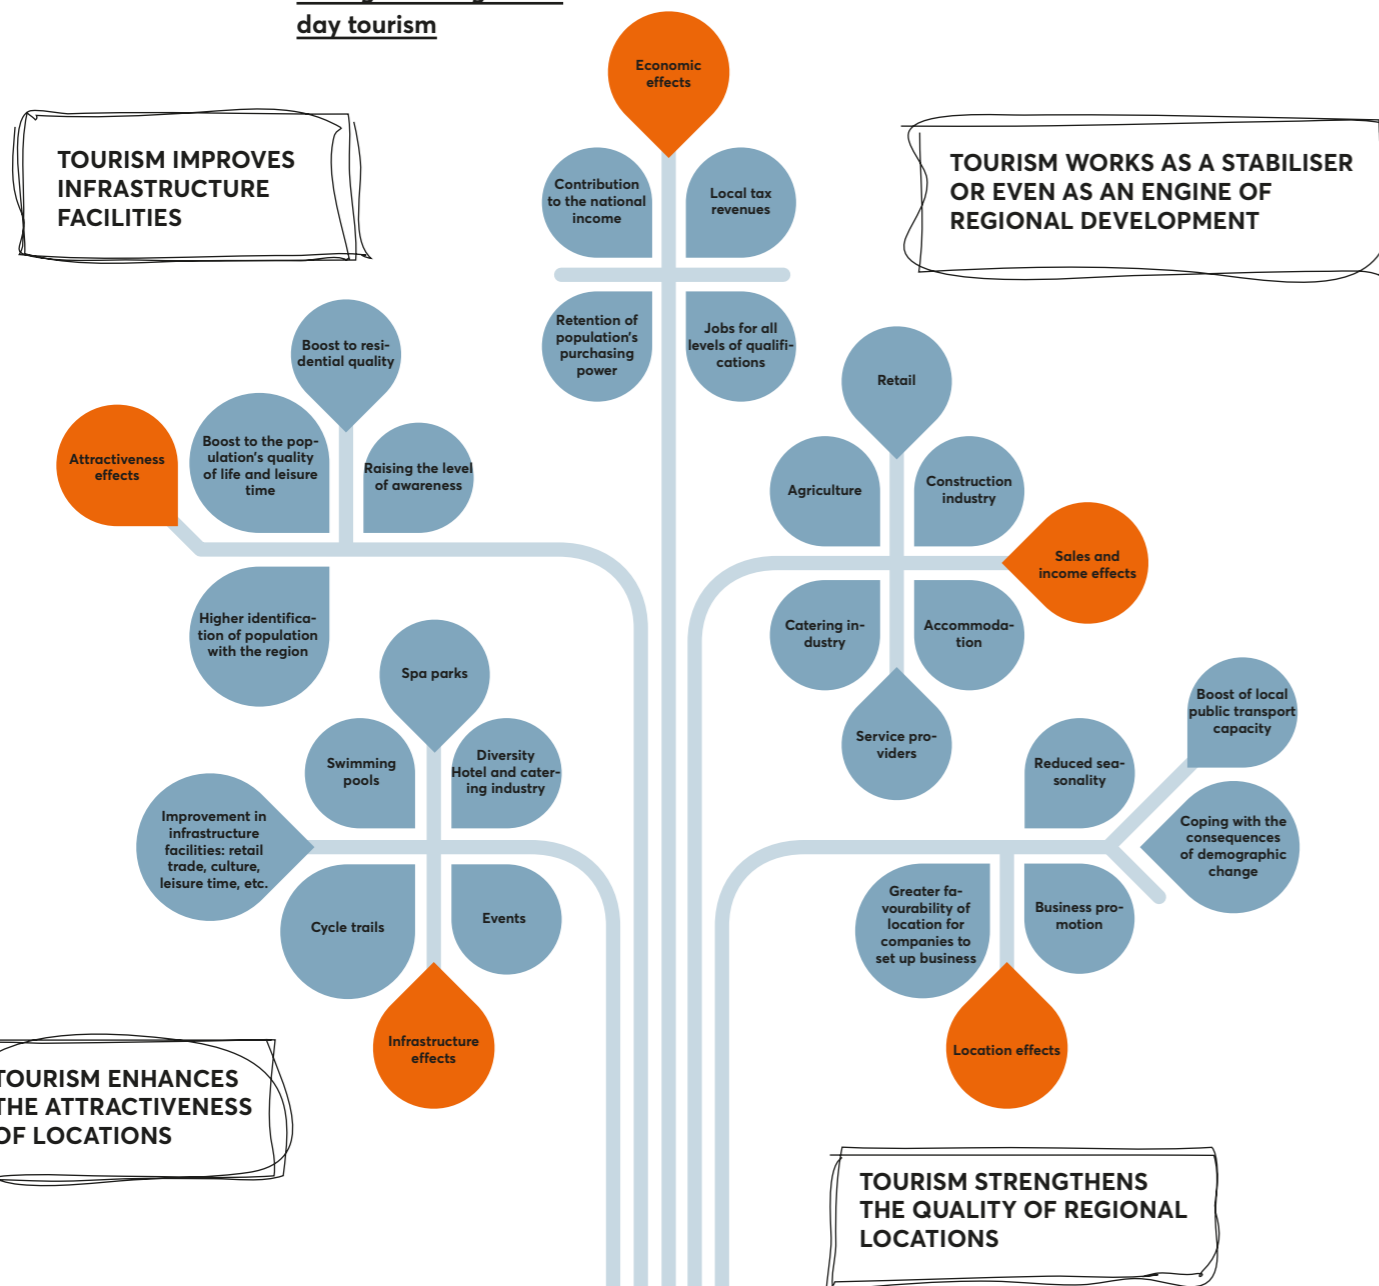 day tourism
Economic
effects
TOURISM IMPROVES
INFRASTRUCTURE
FACILITIES
TOURISM WORKS AS A STABILISER
OR EVEN AS AN ENGINE OF
REGIONAL DEVELOPMENT
Contribution
to the national
income
Local tax
revenues
Retention of
population's
purchasing
power
Jobs for all
levels of qualifi-
cations
Boost to resi-
dential quality
Attractiveness
effects
Boost to the pop-
ulation's quality
of life and leisure
time
Raising the level
of awareness
Higher identifica-
tion of population
with the region
Retail
Agriculture
Construction
industry
Sales and
income effects
Catering in-
dustry
Accommoda-
tion
Service pro-
viders
Spa parks
Swimming
pools
Diversity
Hotel and cater-
ing industry
Improvement in
infrastructure
facilities: retail
trade, culture,
leisure time, etc.
Cycle trails
Events
Infrastructure
effects
Boost of local
public transport
capacity
Reduced sea-
sonality
Coping with the
consequences
of demographic
change
Greater fa-
vourability of
location for
companies to
set up business
Business pro-
motion
Location effects
TOURISM ENHANCES
THE ATTRACTIVENESS
OF LOCATIONS
TOURISM STRENGTHENS
THE QUALITY OF REGIONAL
LOCATIONS